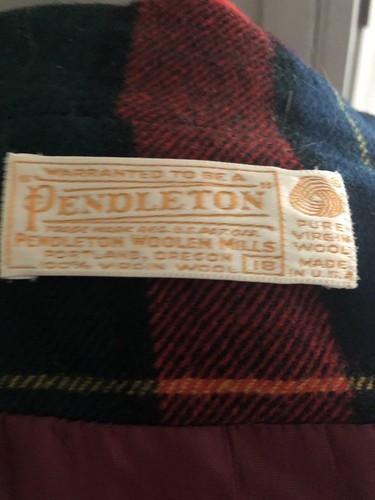 "WARRANTED TO BE A"
PENDLETON
TRADE MARK REG. U.S. PAT. OFF.
PENDLETON WOOLEN MILLS
PORTLAND, OREGON
100% VIRGIN WOOL
18
PURE
VIRGIN
WOOL
MADE
IN U.S.A.